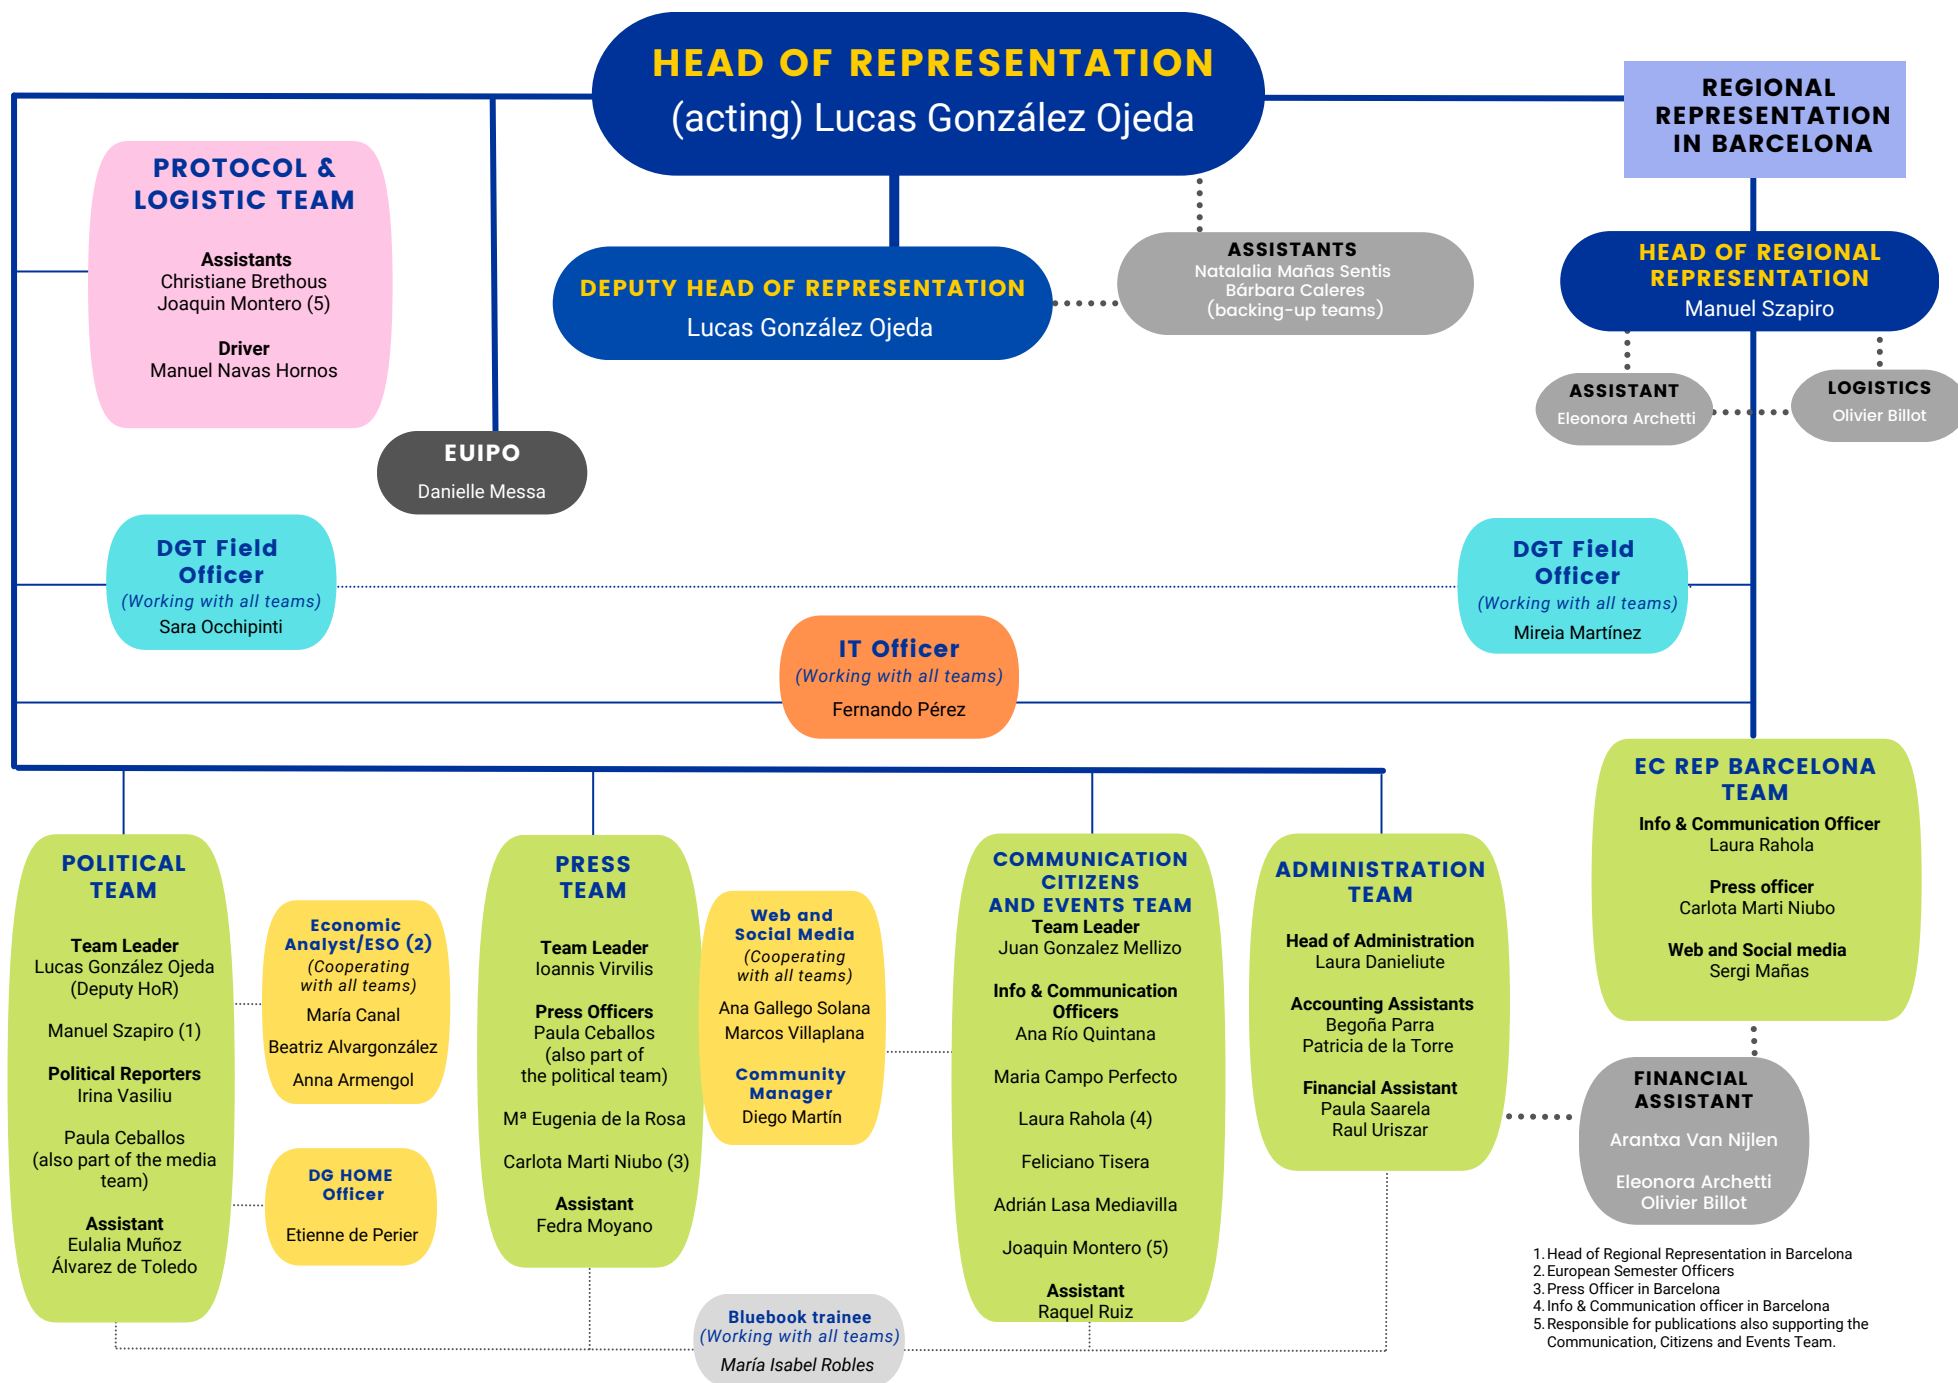 HEAD OF REPRESENTATION
(acting) Lucas González Ojeda
REGIONAL
REPRESENTATION
IN BARCELONA
PROTOCOL &
LOGISTIC TEAM
Assistants
Christiane Brethous
Joaquin Montero (5)
Driver
Manuel Navas Hornos
DEPUTY HEAD OF REPRESENTATION
Lucas González Ojeda
ASSISTANTS
Natalalia Mañas Sentis
Bárbara Caleres
(backing-up teams)
HEAD OF REGIONAL
REPRESENTATION
Manuel Szapiro
ASSISTANT
Eleonora Archetti
LOGISTICS
Olivier Billot
EUIPO
Danielle Messa
DGT Field
Officer
(Working with all teams)
Sara Occhipinti
DGT Field
Officer
(Working with all teams)
Mireia Martínez
IT Officer
(Working with all teams)
Fernando Pérez
POLITICAL
TEAM
Team Leader
Lucas González Ojeda
(Deputy HoR)
Manuel Szapiro (1)
Political Reporters
Irina Vasiliu
Paula Ceballos
(also part of the media
team)
Assistant
Eulalia Muñoz
Álvarez de Toledo
Economic
Analyst/ESO (2)
(Cooperating
with all teams)
María Canal
Beatriz Alvargonzález
Anna Armengol
DG HOME
Officer
Etienne de Perier
PRESS
TEAM
Team Leader
Ioannis Virvilis
Press Officers
Paula Ceballos
(also part of
the political team)
Mª Eugenia de la Rosa
Carlota Marti Niubo (3)
Assistant
Fedra Moyano
Web and
Social Media
(Cooperating
with all teams)
Ana Gallego Solana
Marcos Villaplana
Community
Manager
Diego Martín
COMMUNICATION
CITIZENS
AND EVENTS TEAM
Team Leader
Juan Gonzalez Mellizo
Info & Communication
Officers
Ana Río Quintana
Maria Campo Perfecto
Laura Rahola (4)
Feliciano Tisera
Adrián Lasa Mediavilla
Joaquin Montero (5)
Assistant
Raquel Ruiz
ADMINISTRATION
TEAM
Head of Administration
Laura Danieliute
Accounting Assistants
Begoña Parra
Patricia de la Torre
Financial Assistant
Paula Saarela
Raul Uriszar
EC REP BARCELONA
TEAM
Info & Communication Officer
Laura Rahola
Press officer
Carlota Marti Niubo
Web and Social media
Sergi Mañas
FINANCIAL
ASSISTANT
Arantxa Van Nijlen
Eleonora Archetti
Olivier Billot
Bluebook trainee
(Working with all teams)
María Isabel Robles
1. Head of Regional Representation in Barcelona
2. European Semester Officers
3. Press Officer in Barcelona
4. Info & Communication officer in Barcelona
5. Responsible for publications also supporting the
Communication, Citizens and Events Team.